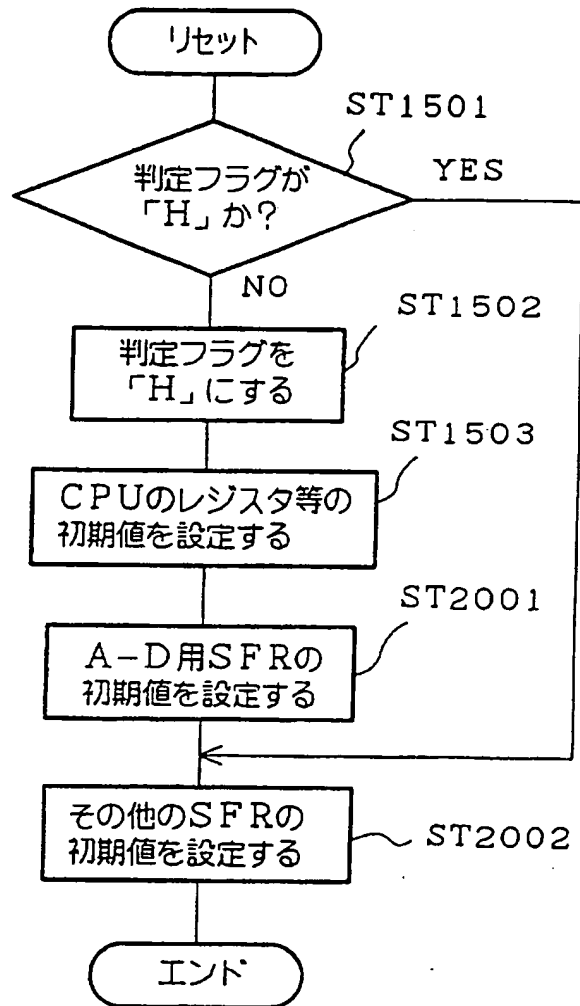 リセット
ST1501
判定フラグが
「H」か?
YES
NO
ST1502
判定フラグを
「H」にする
ST1503
CPUのレジスタ等の
初期値を設定する
ST2001
A-D用SFRの
初期値を設定する
その他のSFRの
初期値を設定する
ST2002
エンド